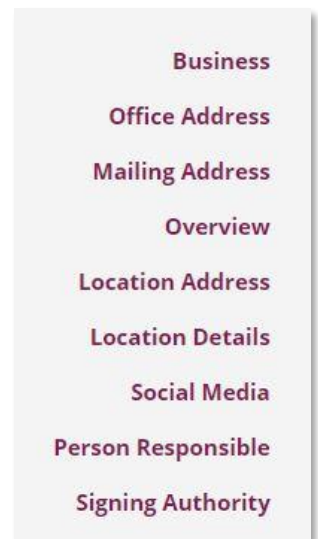 Business
Office Address
Mailing Address
Overview
Location Address
Location Details
Social Media
Person Responsible
Signing Authority